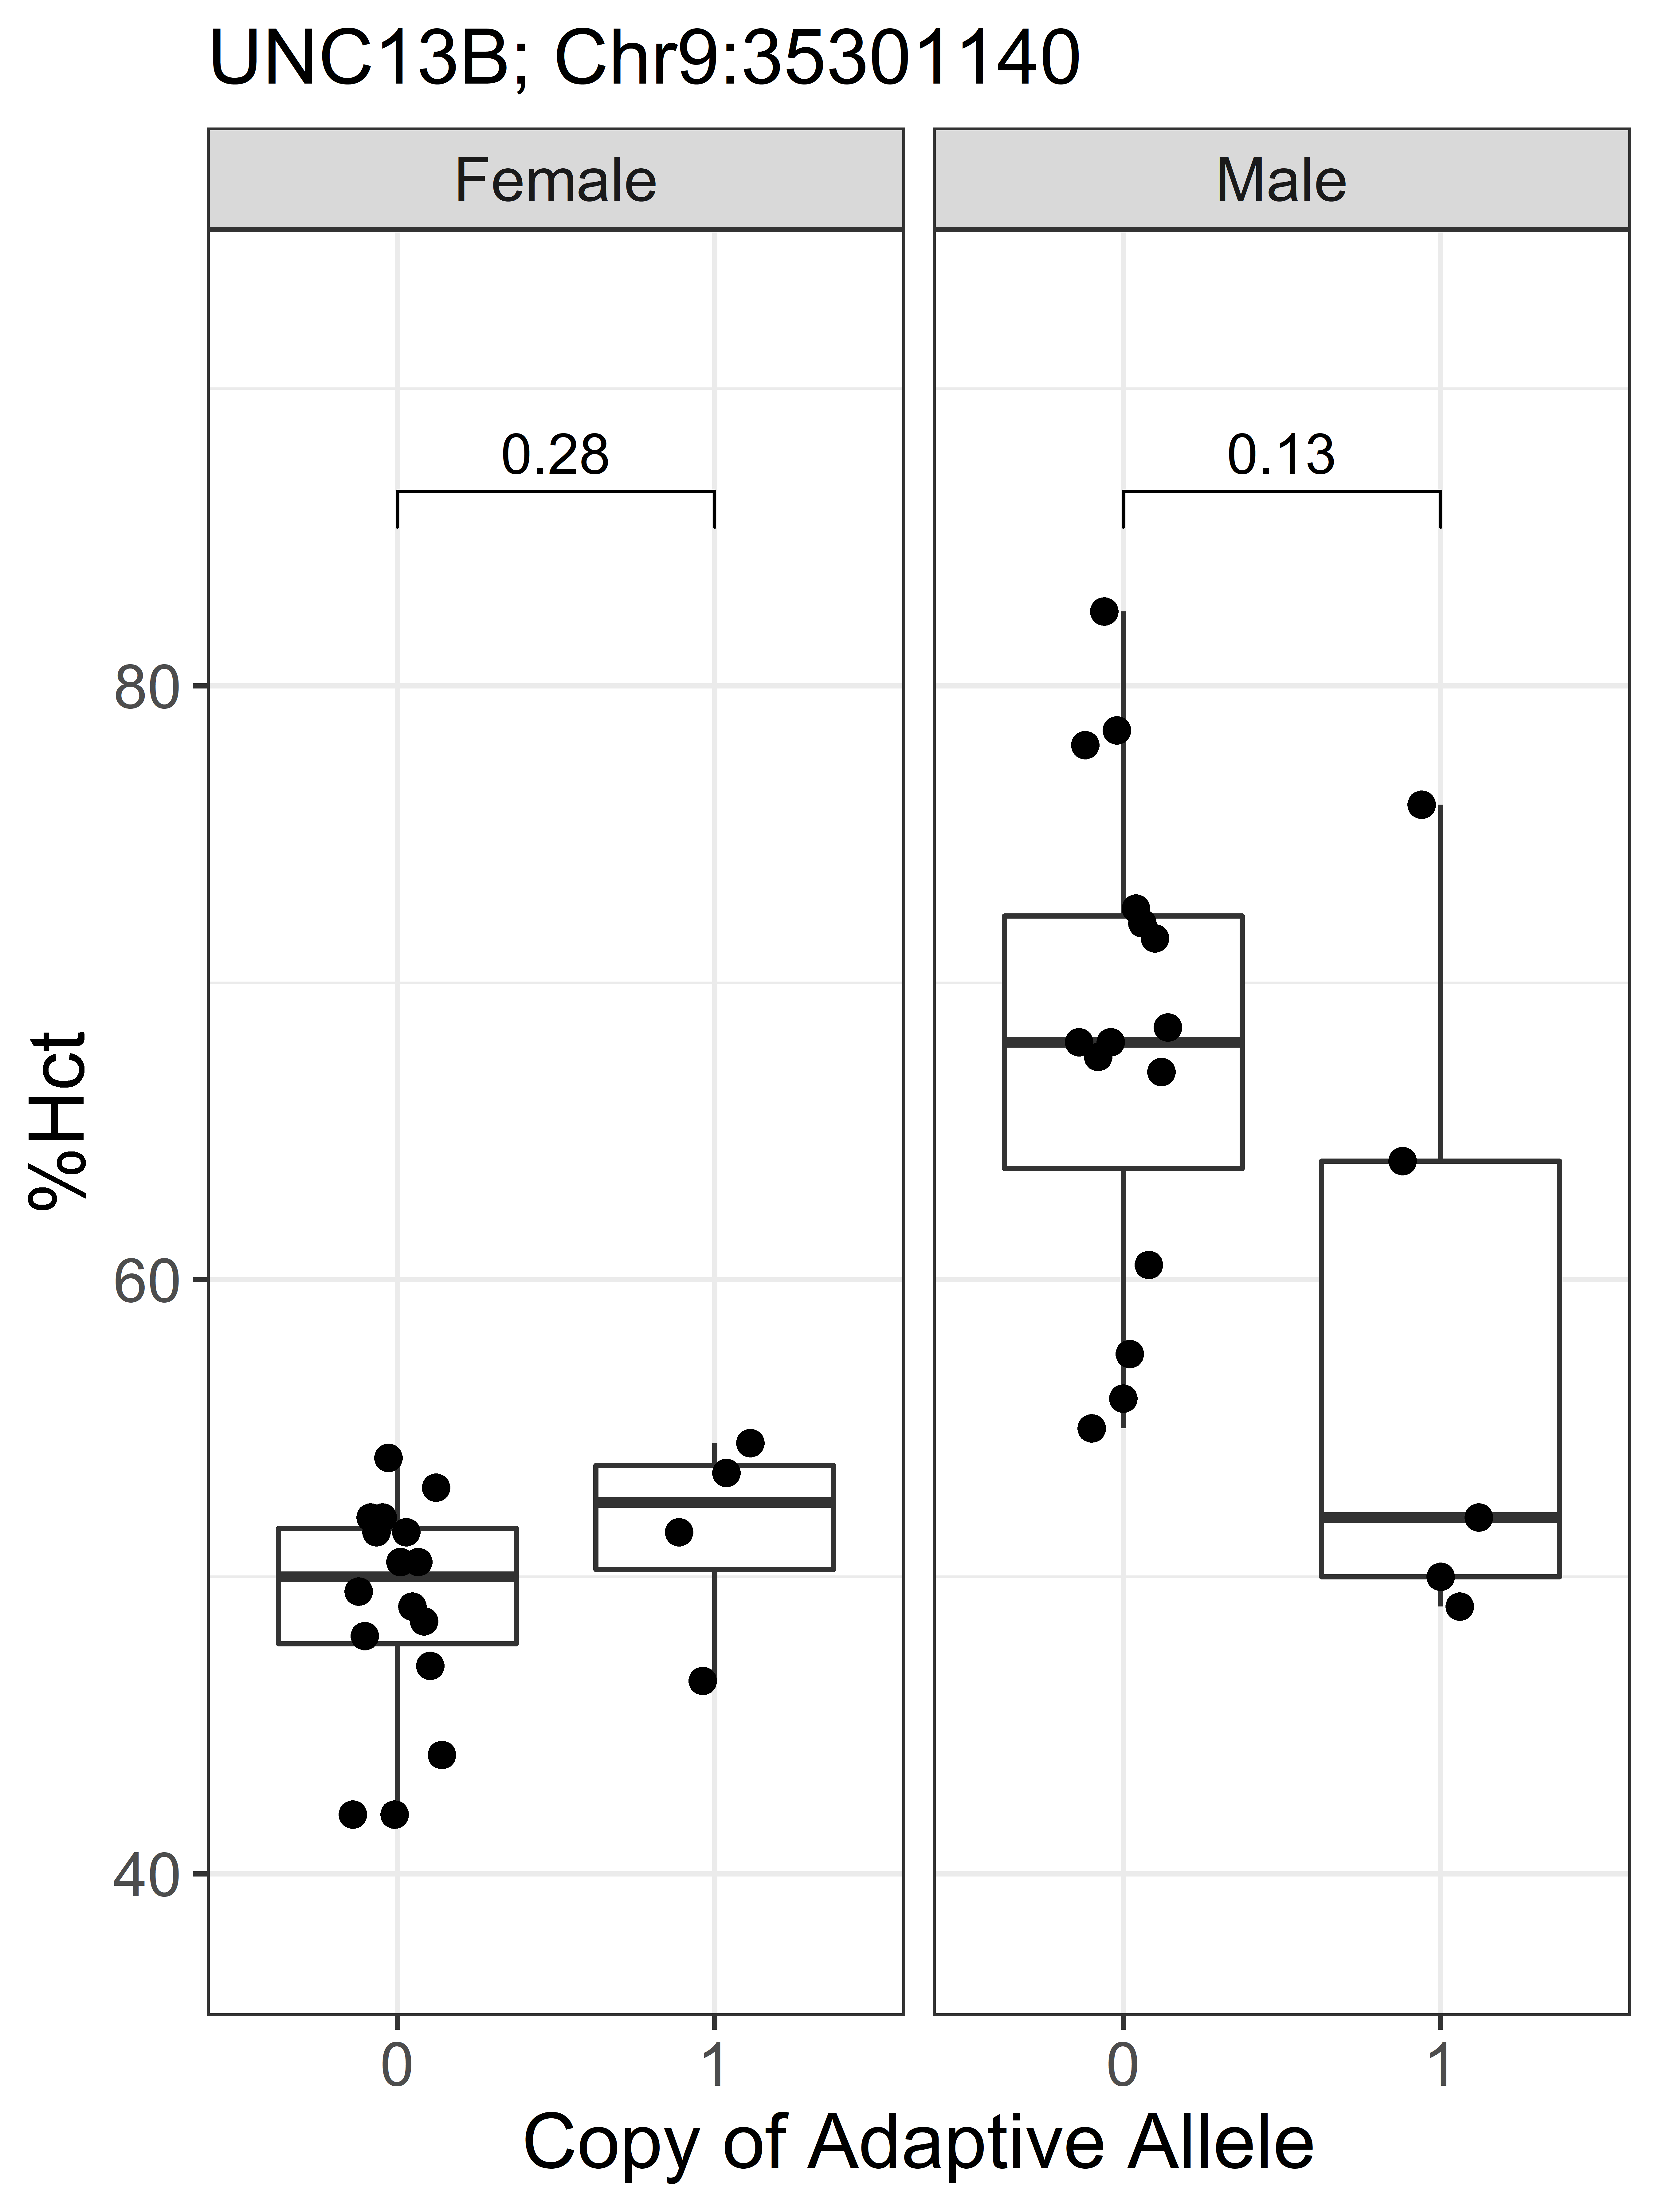 UNC13B; Chr9:35301140
Female Male
0.28 0.13
80
60
40
%Hct
0 1 0 1
Copy of Adaptive Allele